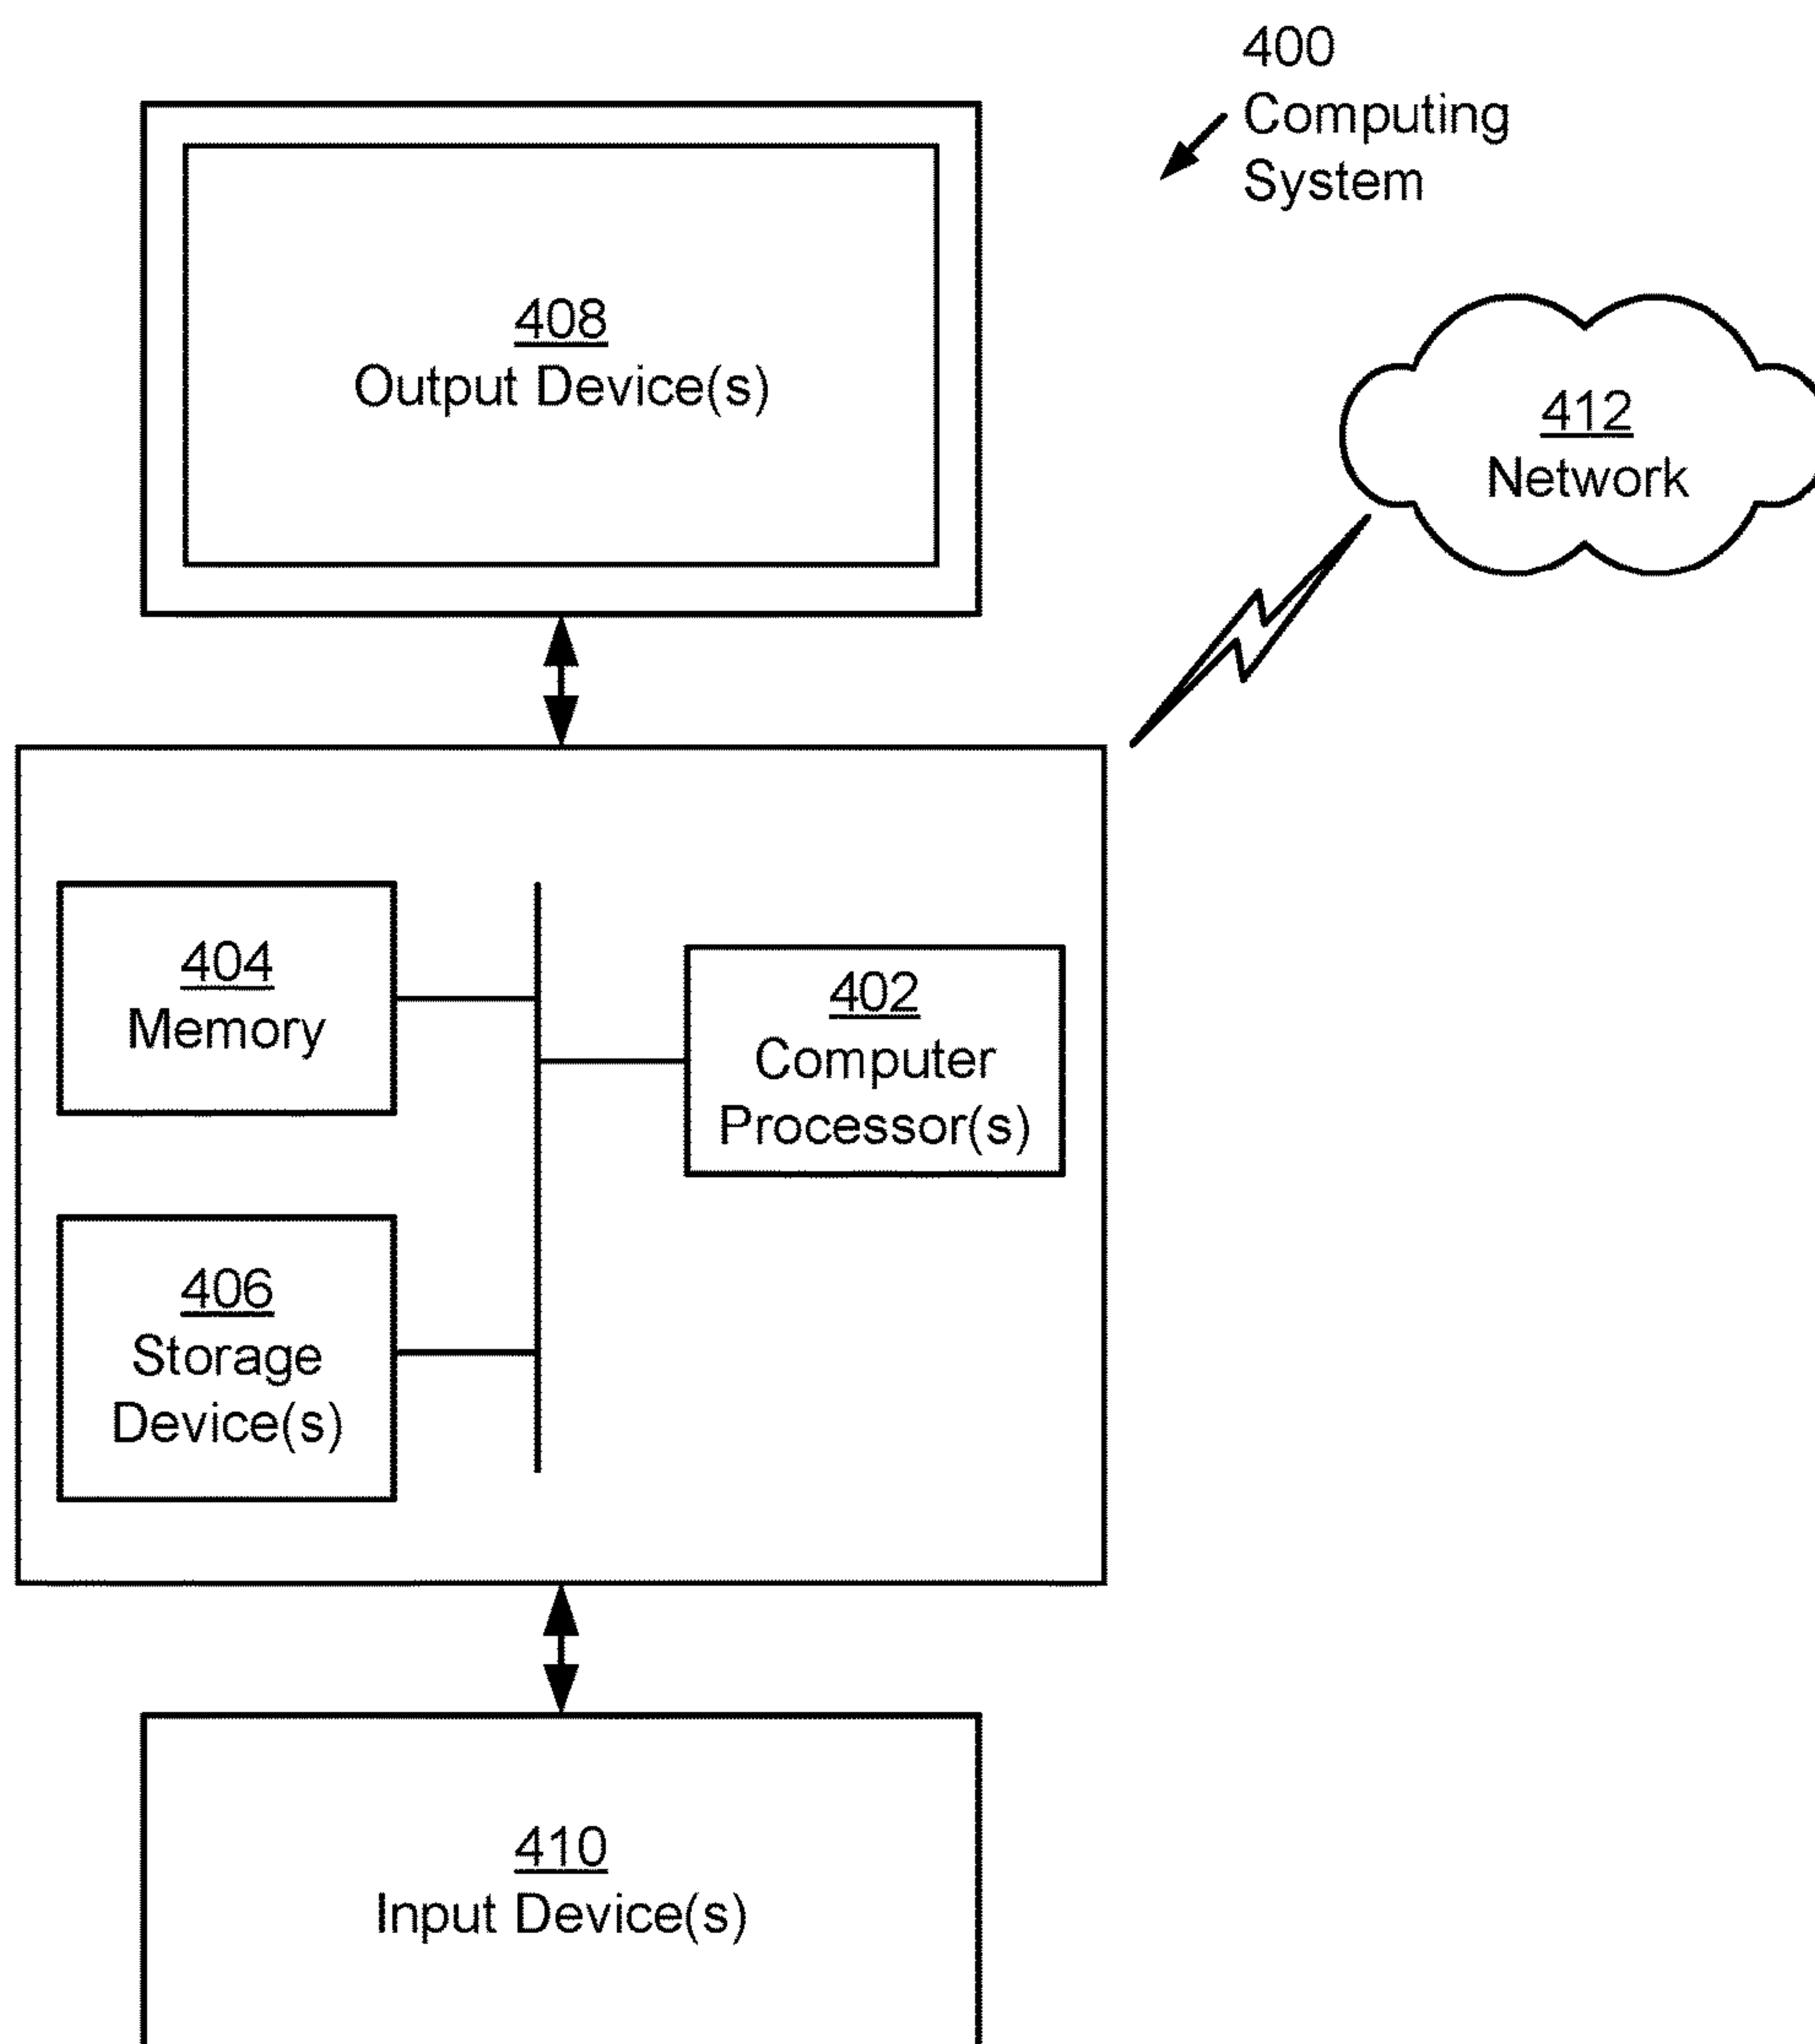 400
Computing
System
408
Output Device(s)
412
Network
404
Memory
402
Computer
Processor(s)
406
Storage
Device(s)
410
Input Device(s)